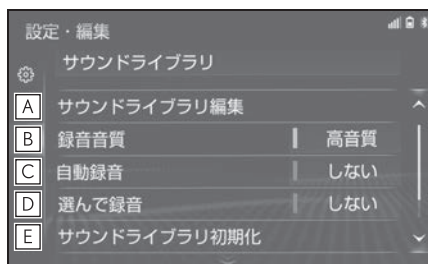 設定・編集
サウンドライブラリ
A サウンドライブラリ編集
B 録音音質 高音質
C 自動録音 しない
D 選んで録音 しない
E サウンドライブラリ初期化